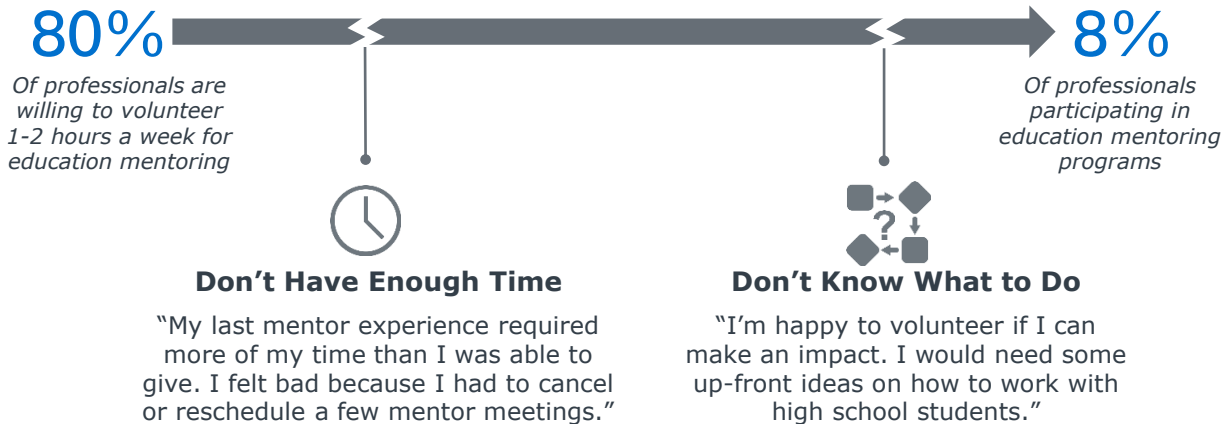 80%
Of professionals are
willing to volunteer
1-2 hours a week for
education mentoring
8%
Of professionals
participating in
education mentoring
programs
?
Don’t Have Enough Time
“My last mentor experience required
more of my time than I was able to
give. I felt bad because I had to cancel
or reschedule a few mentor meetings.”
Don’t Know What to Do
“I’m happy to volunteer if I can
make an impact. I would need some
up-front ideas on how to work with
high school students.”